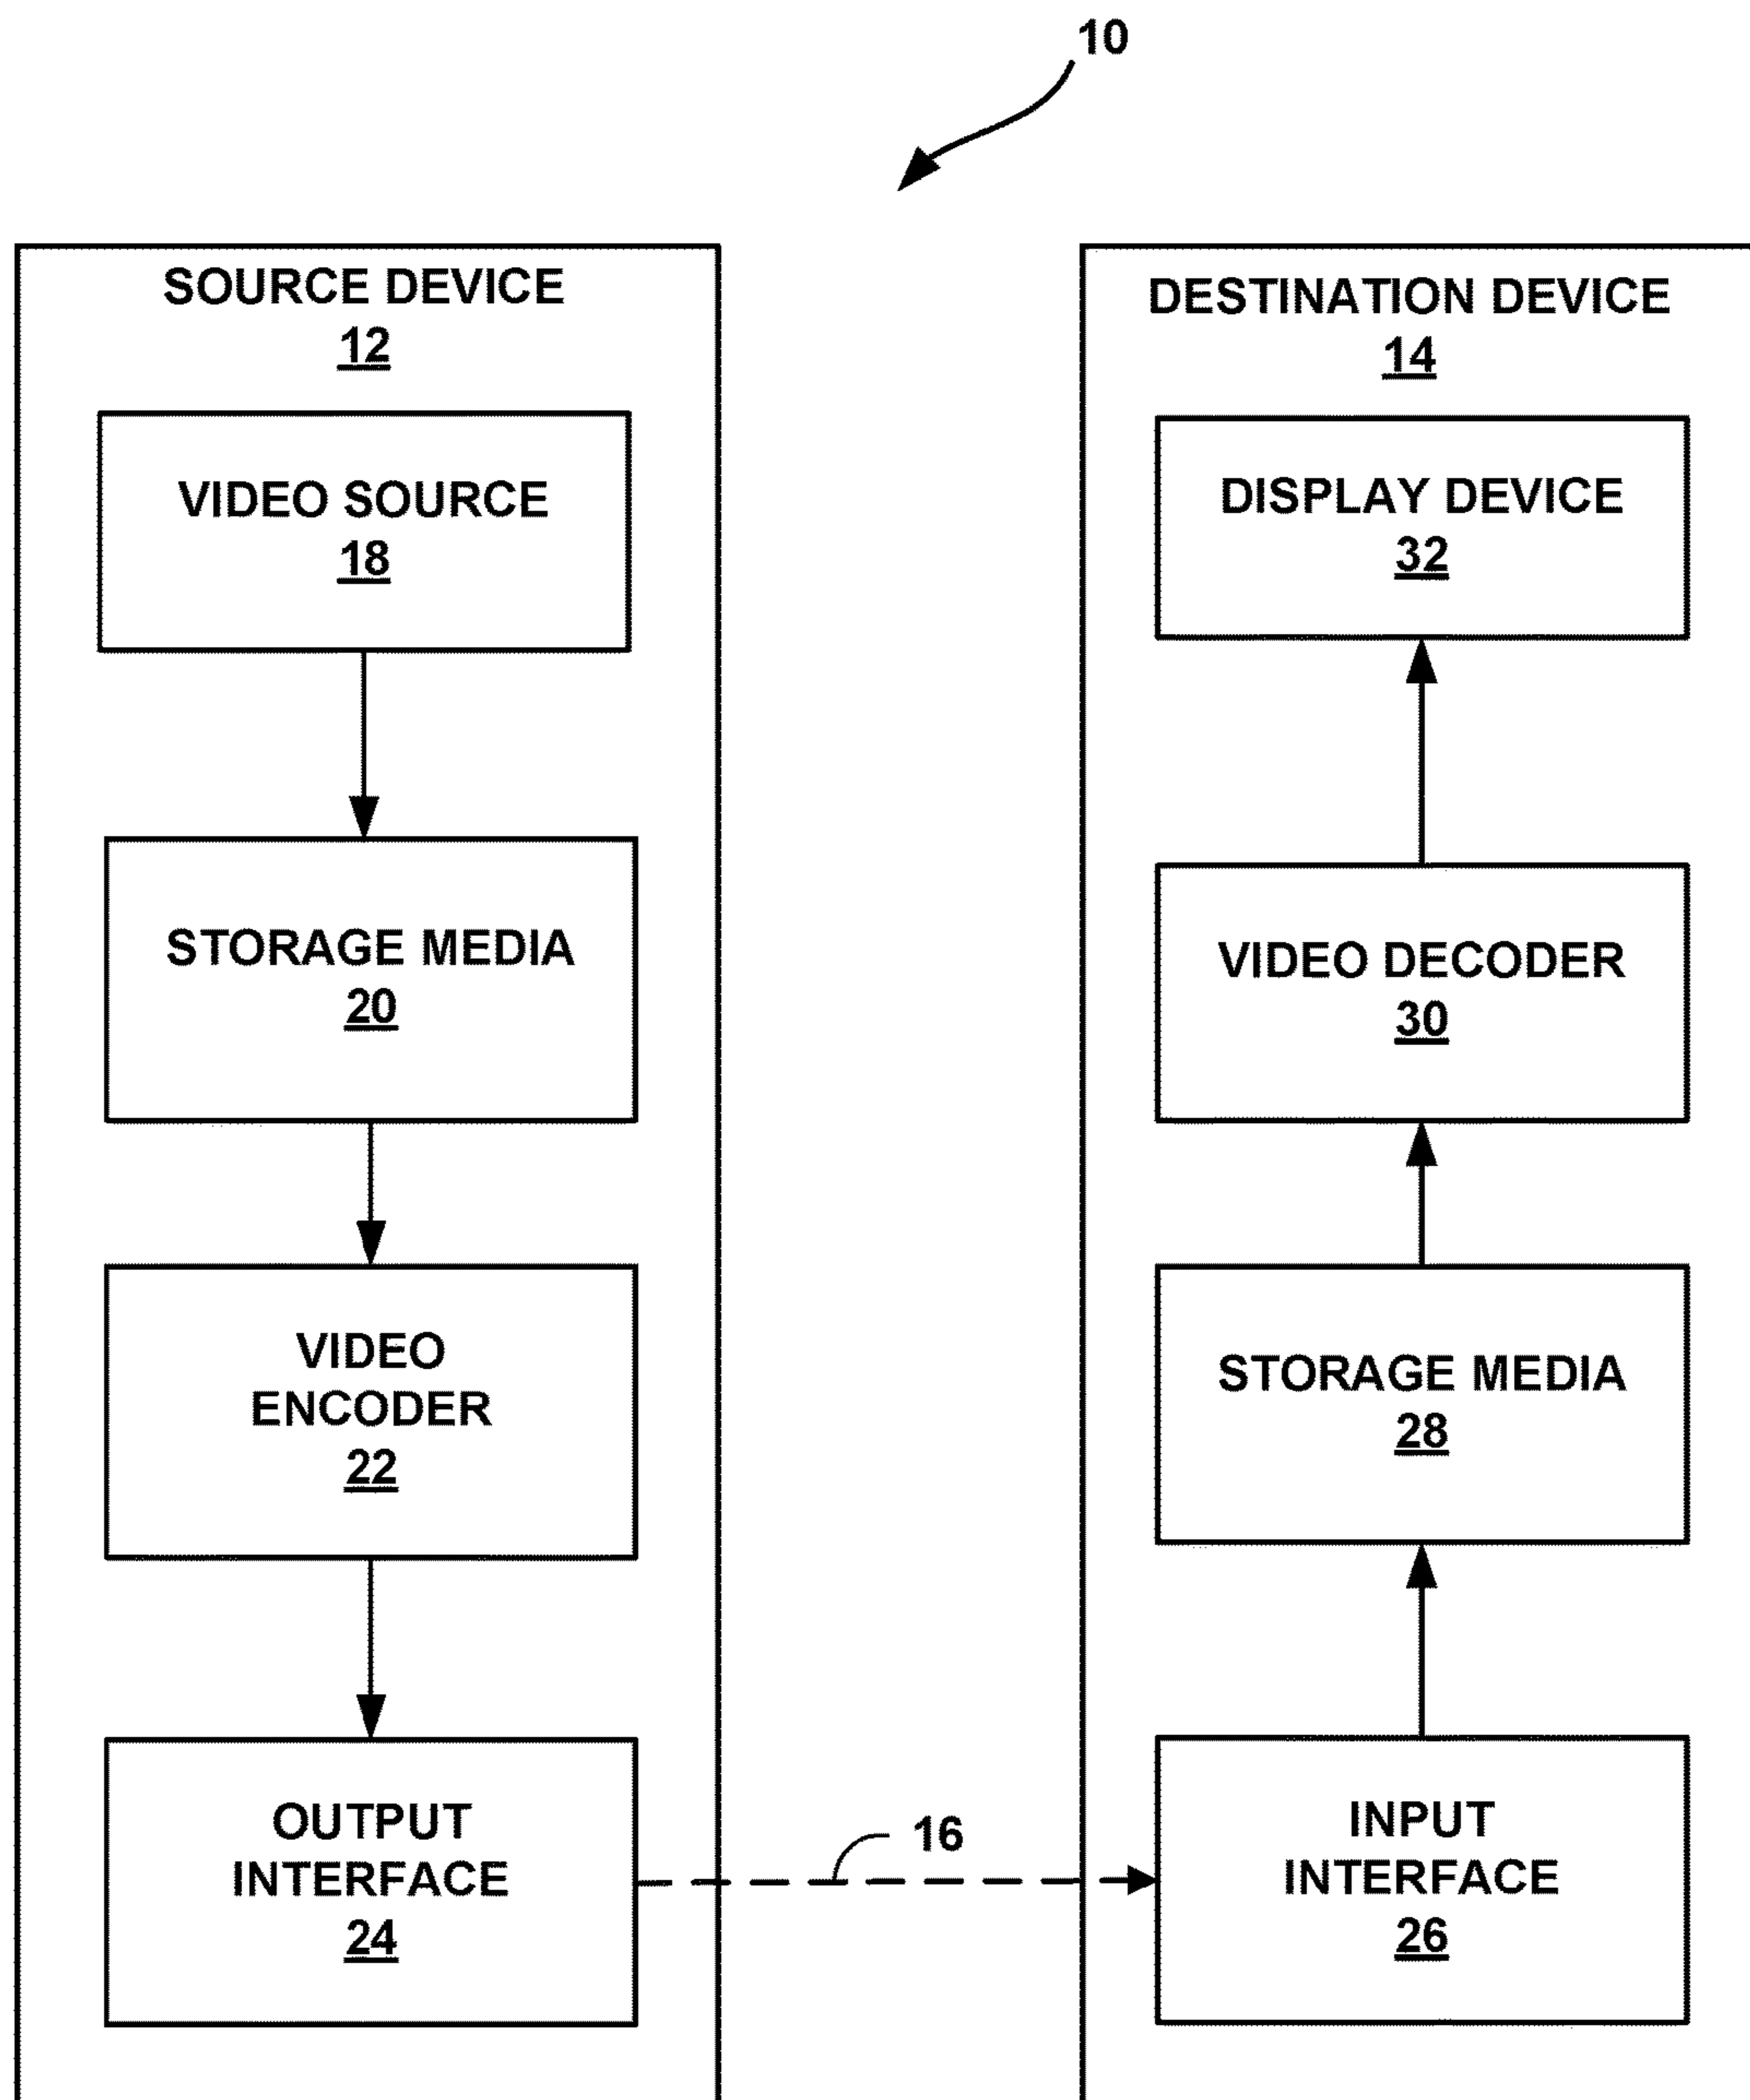 10
SOURCE DEVICE
12
VIDEO SOURCE
18
STORAGE MEDIA
20
VIDEO
ENCODER
22
OUTPUT
INTERFACE
24
16
DESTINATION DEVICE
14
DISPLAY DEVICE
32
VIDEO DECODER
30
STORAGE MEDIA
28
INPUT
INTERFACE
26